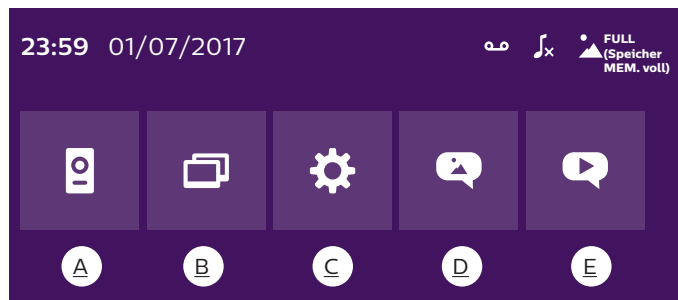 23:59 01/07/2017
FULL
(Speicher
MEM. voll)
A B C D E